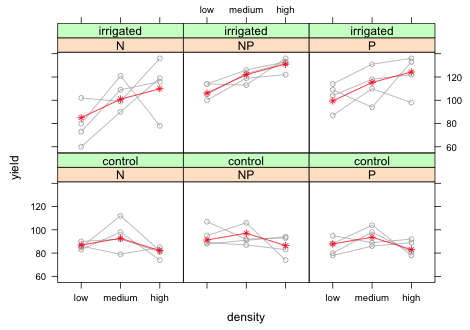 low medium high
irrigated irrigated irrigated
N NP P
120
100
80
60
control control control
N NP P
yield
120
100
80
60
low medium high low medium high
density